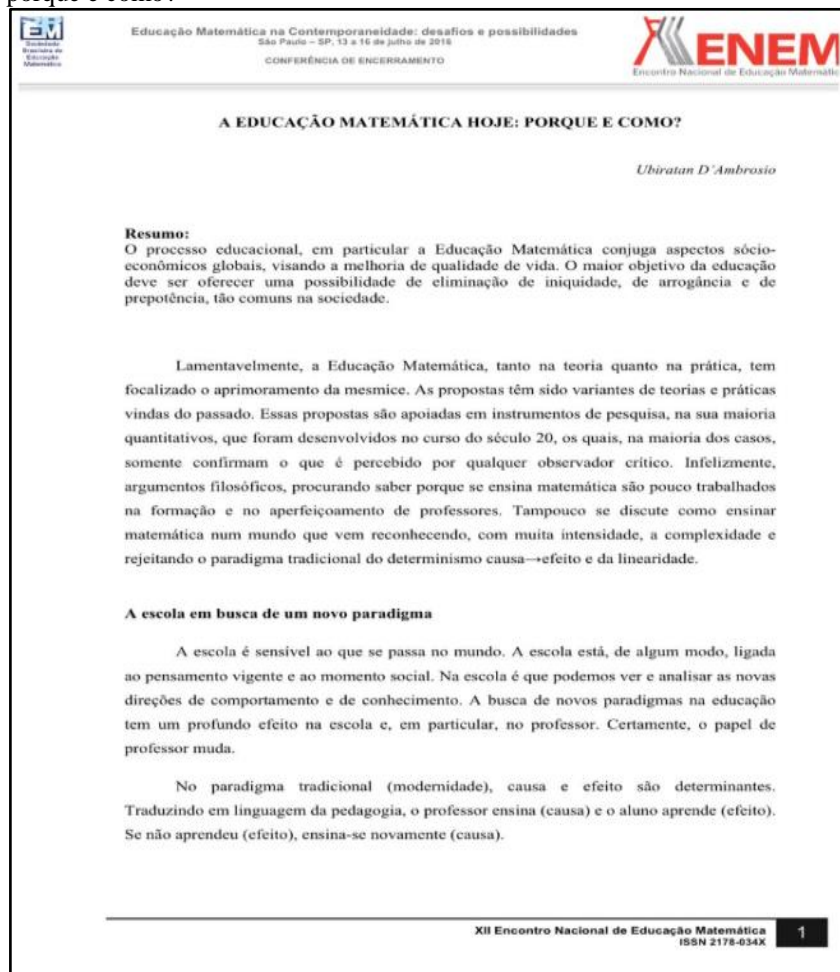 porque e como?
Sociedade
Brasileira de
Educação
Matemática
Educação Matemática na Contemporaneidade: desafios e possibilidades
São Paulo – SP, 13 a 16 de julho de 2016
CONFERÊNCIA DE ENCERRAMENTO
ENEM
Encontro Nacional de Educação Matemátic
A EDUCAÇÃO MATEMÁTICA HOJE: PORQUE E COMO?
Ubiratan D'Ambrosio
Resumo:
O processo educacional, em particular a Educação Matemática conjuga aspectos sócio-
econômicos globais, visando a melhoria de qualidade de vida. O maior objetivo da educação
deve ser oferecer uma possibilidade de eliminação de iniquidade, de arrogância e de
prepotência, tão comuns na sociedade.
Lamentavelmente, a Educação Matemática, tanto na teoria quanto na prática, tem
focalizado o aprimoramento da mesmice. As propostas têm sido variantes de teorias e práticas
vindas do passado. Essas propostas são apoiadas em instrumentos de pesquisa, na sua maioria
quantitativos, que foram desenvolvidos no curso do século 20, os quais, na maioria dos casos,
somente confirmam o que é percebido por qualquer observador crítico. Infelizmente,
argumentos filosóficos, procurando saber porque se ensina matemática são pouco trabalhados
na formação e no aperfeiçoamento de professores. Tampouco se discute como ensinar
matemática num mundo que vem reconhecendo, com muita intensidade, a complexidade e
rejeitando o paradigma tradicional do determinismo causa→efeito e da linearidade.
A escola em busca de um novo paradigma
A escola é sensível ao que se passa no mundo. A escola está, de algum modo, ligada
ao pensamento vigente e ao momento social. Na escola é que podemos ver e analisar as novas
direções de comportamento e de conhecimento. A busca de novos paradigmas na educação
tem um profundo efeito na escola e, em particular, no professor. Certamente, o papel de
professor muda.
No paradigma tradicional (modernidade), causa e efeito são determinantes.
Traduzindo em linguagem da pedagogia, o professor ensina (causa) e o aluno aprende (efeito).
Se não aprendeu (efeito), ensina-se novamente (causa).
XII Encontro Nacional de Educação Matemática
ISSN 2178-034X
1